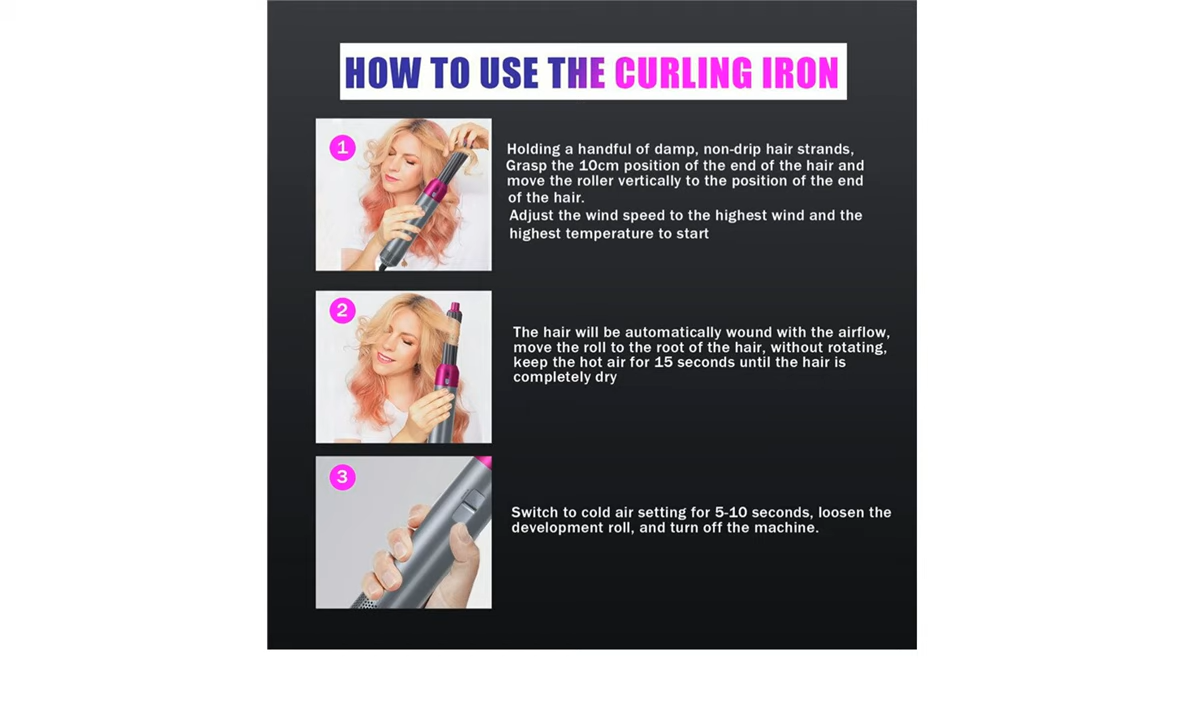 HOW TO USE THE CURLING IRON
1
Holding a handful of damp, non-drip hair strands,
Grasp the 10cm position of the end of the hair and
move the roller vertically to the position of the end
of the hair.
Adjust the wind speed to the highest wind and the
highest temperature to start
2
The hair will be automatically wound with the airflow,
move the roll to the root of the hair, without rotating,
keep the hot air for 15 seconds until the hair is
completely dry
3
Switch to cold air setting for 5-10 seconds, loosen the
development roll, and turn off the machine.